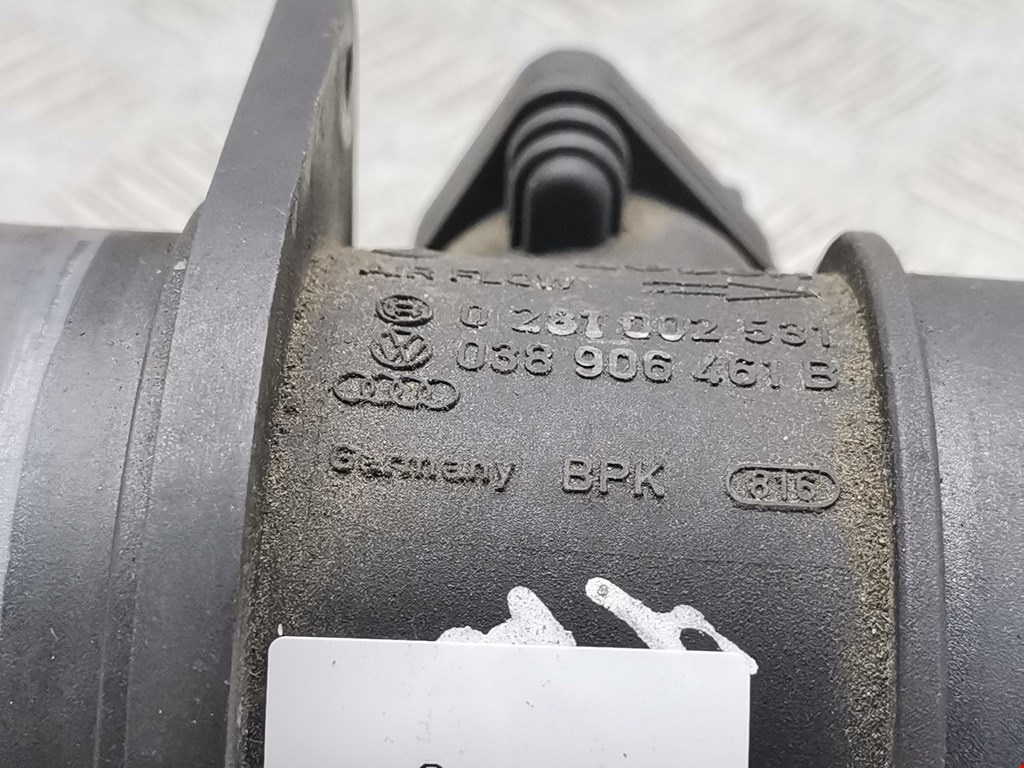 AIR FLOW
0 281 002 531
038 906 461 B
Germany BPK 816